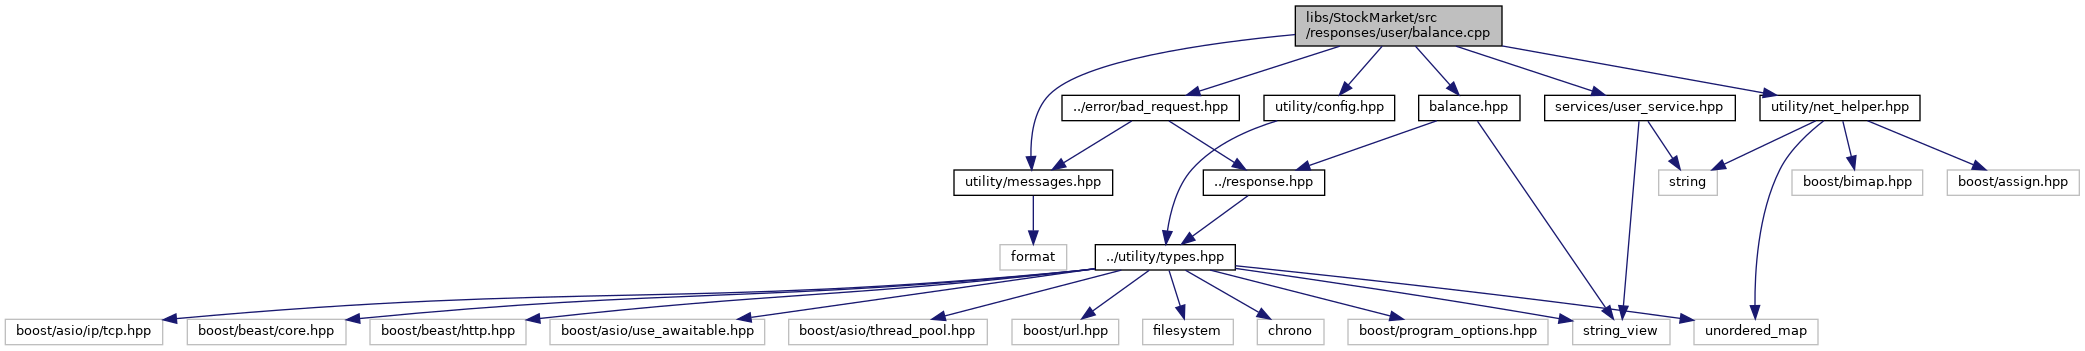 libs/StockMarket/src
/responses/user/balance.cpp
../error/bad_request.hpp
utility/config.hpp
balance.hpp
services/user_service.hpp
utility/net_helper.hpp
utility/messages.hpp
../response.hpp
string
boost/bimap.hpp
boost/assign.hpp
format
../utility/types.hpp
boost/asio/ip/tcp.hpp
boost/beast/core.hpp
boost/beast/http.hpp
boost/asio/use_awaitable.hpp
boost/asio/thread_pool.hpp
boost/url.hpp
filesystem
chrono
boost/program_options.hpp
string_view
unordered_map